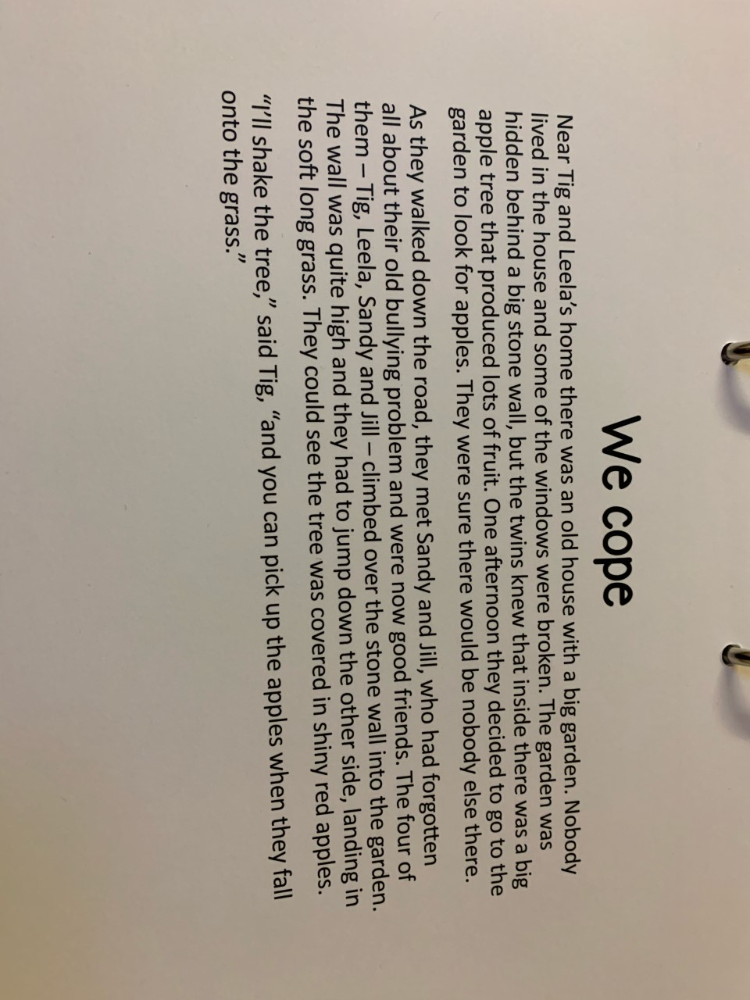 We cope
Near Tig and Leela’s home there was an old house with a big garden. Nobody
lived in the house and some of the windows were broken. The garden was
hidden behind a big stone wall, but the twins knew that inside there was a big
apple tree that produced lots of fruit. One afternoon they decided to go to the
garden to look for apples. They were sure there would be nobody else there.
As they walked down the road, they met Sandy and Jill, who had forgotten
all about their old bullying problem and were now good friends. The four of
them – Tig, Leela, Sandy and Jill – climbed over the stone wall into the garden.
The wall was quite high and they had to jump down the other side, landing in
the soft long grass. They could see the tree was covered in shiny red apples.
“I’ll shake the tree,” said Tig, “and you can pick up the apples when they fall
onto the grass.”